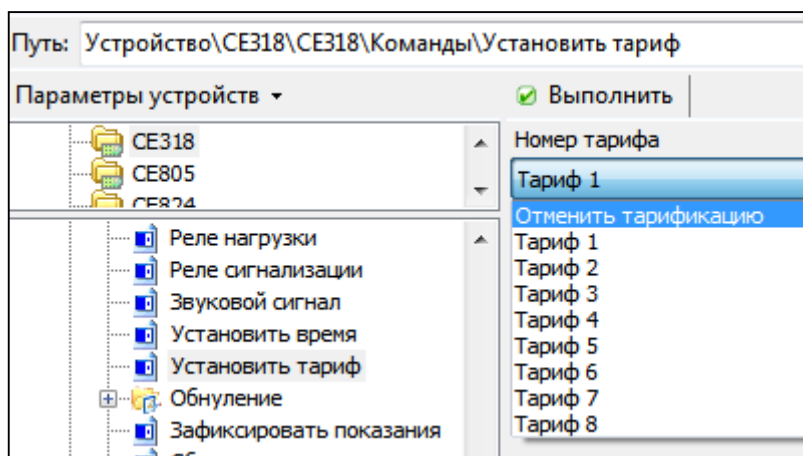 Путь: Устройство\CE318\CE318\Команды\Установить тариф
Параметры устройств
Выполнить
CE318
CE805
CE824
Номер тарифа
Тариф 1
Отменить тарификацию
Тариф 1
Тариф 2
Тариф 3
Тариф 4
Тариф 5
Тариф 6
Тариф 7
Тариф 8
Реле нагрузки
Реле сигнализации
Звуковой сигнал
Установить время
Установить тариф
Обнуление
Зафиксировать показания